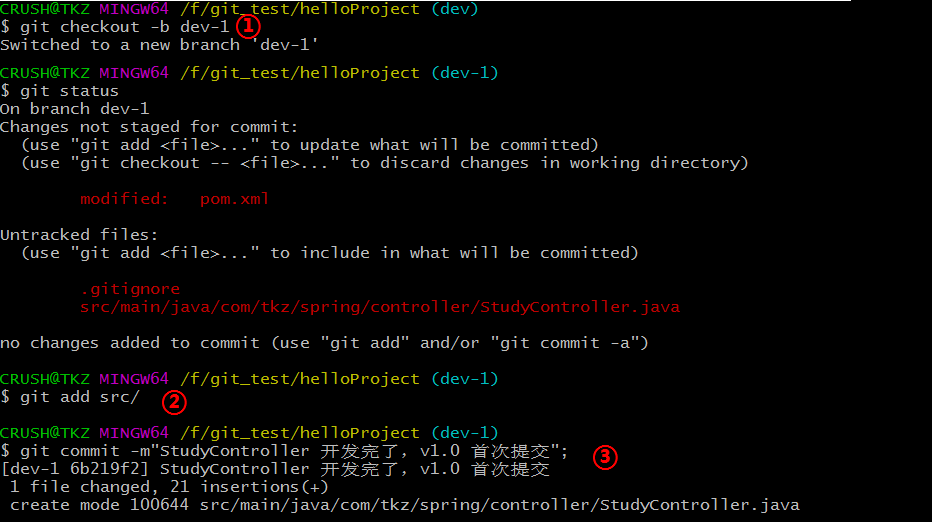 CRUSH@TKZ MINGW64 /f/git_test/helloProject (dev)
$ git checkout -b dev-1 ①
Switched to a new branch 'dev-1'
CRUSH@TKZ MINGW64 /f/git_test/helloProject (dev-1)
$ git status
On branch dev-1
Changes not staged for commit:
  (use "git add <file>..." to update what will be committed)
  (use "git checkout -- <file>..." to discard changes in working directory)
        modified:   pom.xml
Untracked files:
  (use "git add <file>..." to include in what will be committed)
        .gitignore
        src/main/java/com/tkz/spring/controller/StudyController.java
no changes added to commit (use "git add" and/or "git commit -a")
CRUSH@TKZ MINGW64 /f/git_test/helloProject (dev-1)
$ git add src/ ②
CRUSH@TKZ MINGW64 /f/git_test/helloProject (dev-1)
$ git commit -m"StudyController 开发完了，v1.0 首次提交"; ③
[dev-1 6b219f2] StudyController 开发完了，v1.0 首次提交
 1 file changed, 21 insertions(+)
 create mode 100644 src/main/java/com/tkz/spring/controller/StudyController.java